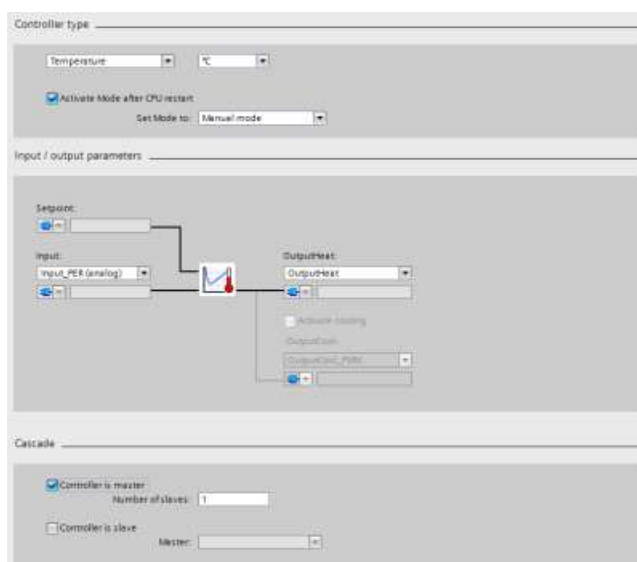 Controller type
Temperature °C
Activate Mode after CPU restart
Set Mode to: Manual mode
Input / output parameters
Setpoint:
Input: OutputHeat:
Input_PER (analog) OutputHeat
Activate cooling
OutputCool:
OutputCool_PWM
Cascade
Controller is master
Number of slaves: 1
Controller is slave
Master: